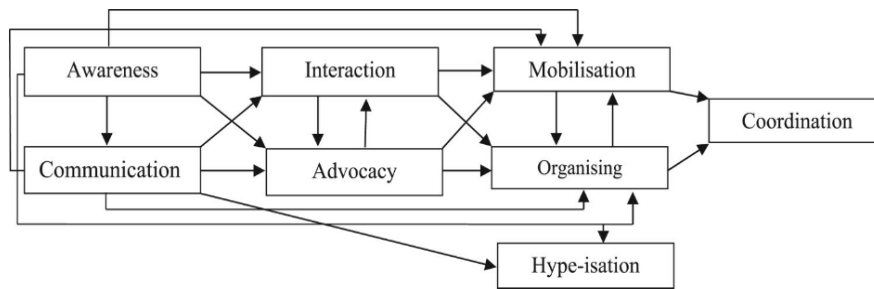 Awareness
Interaction
Mobilisation
Coordination
Communication
Advocacy
Organising
Hype-isation